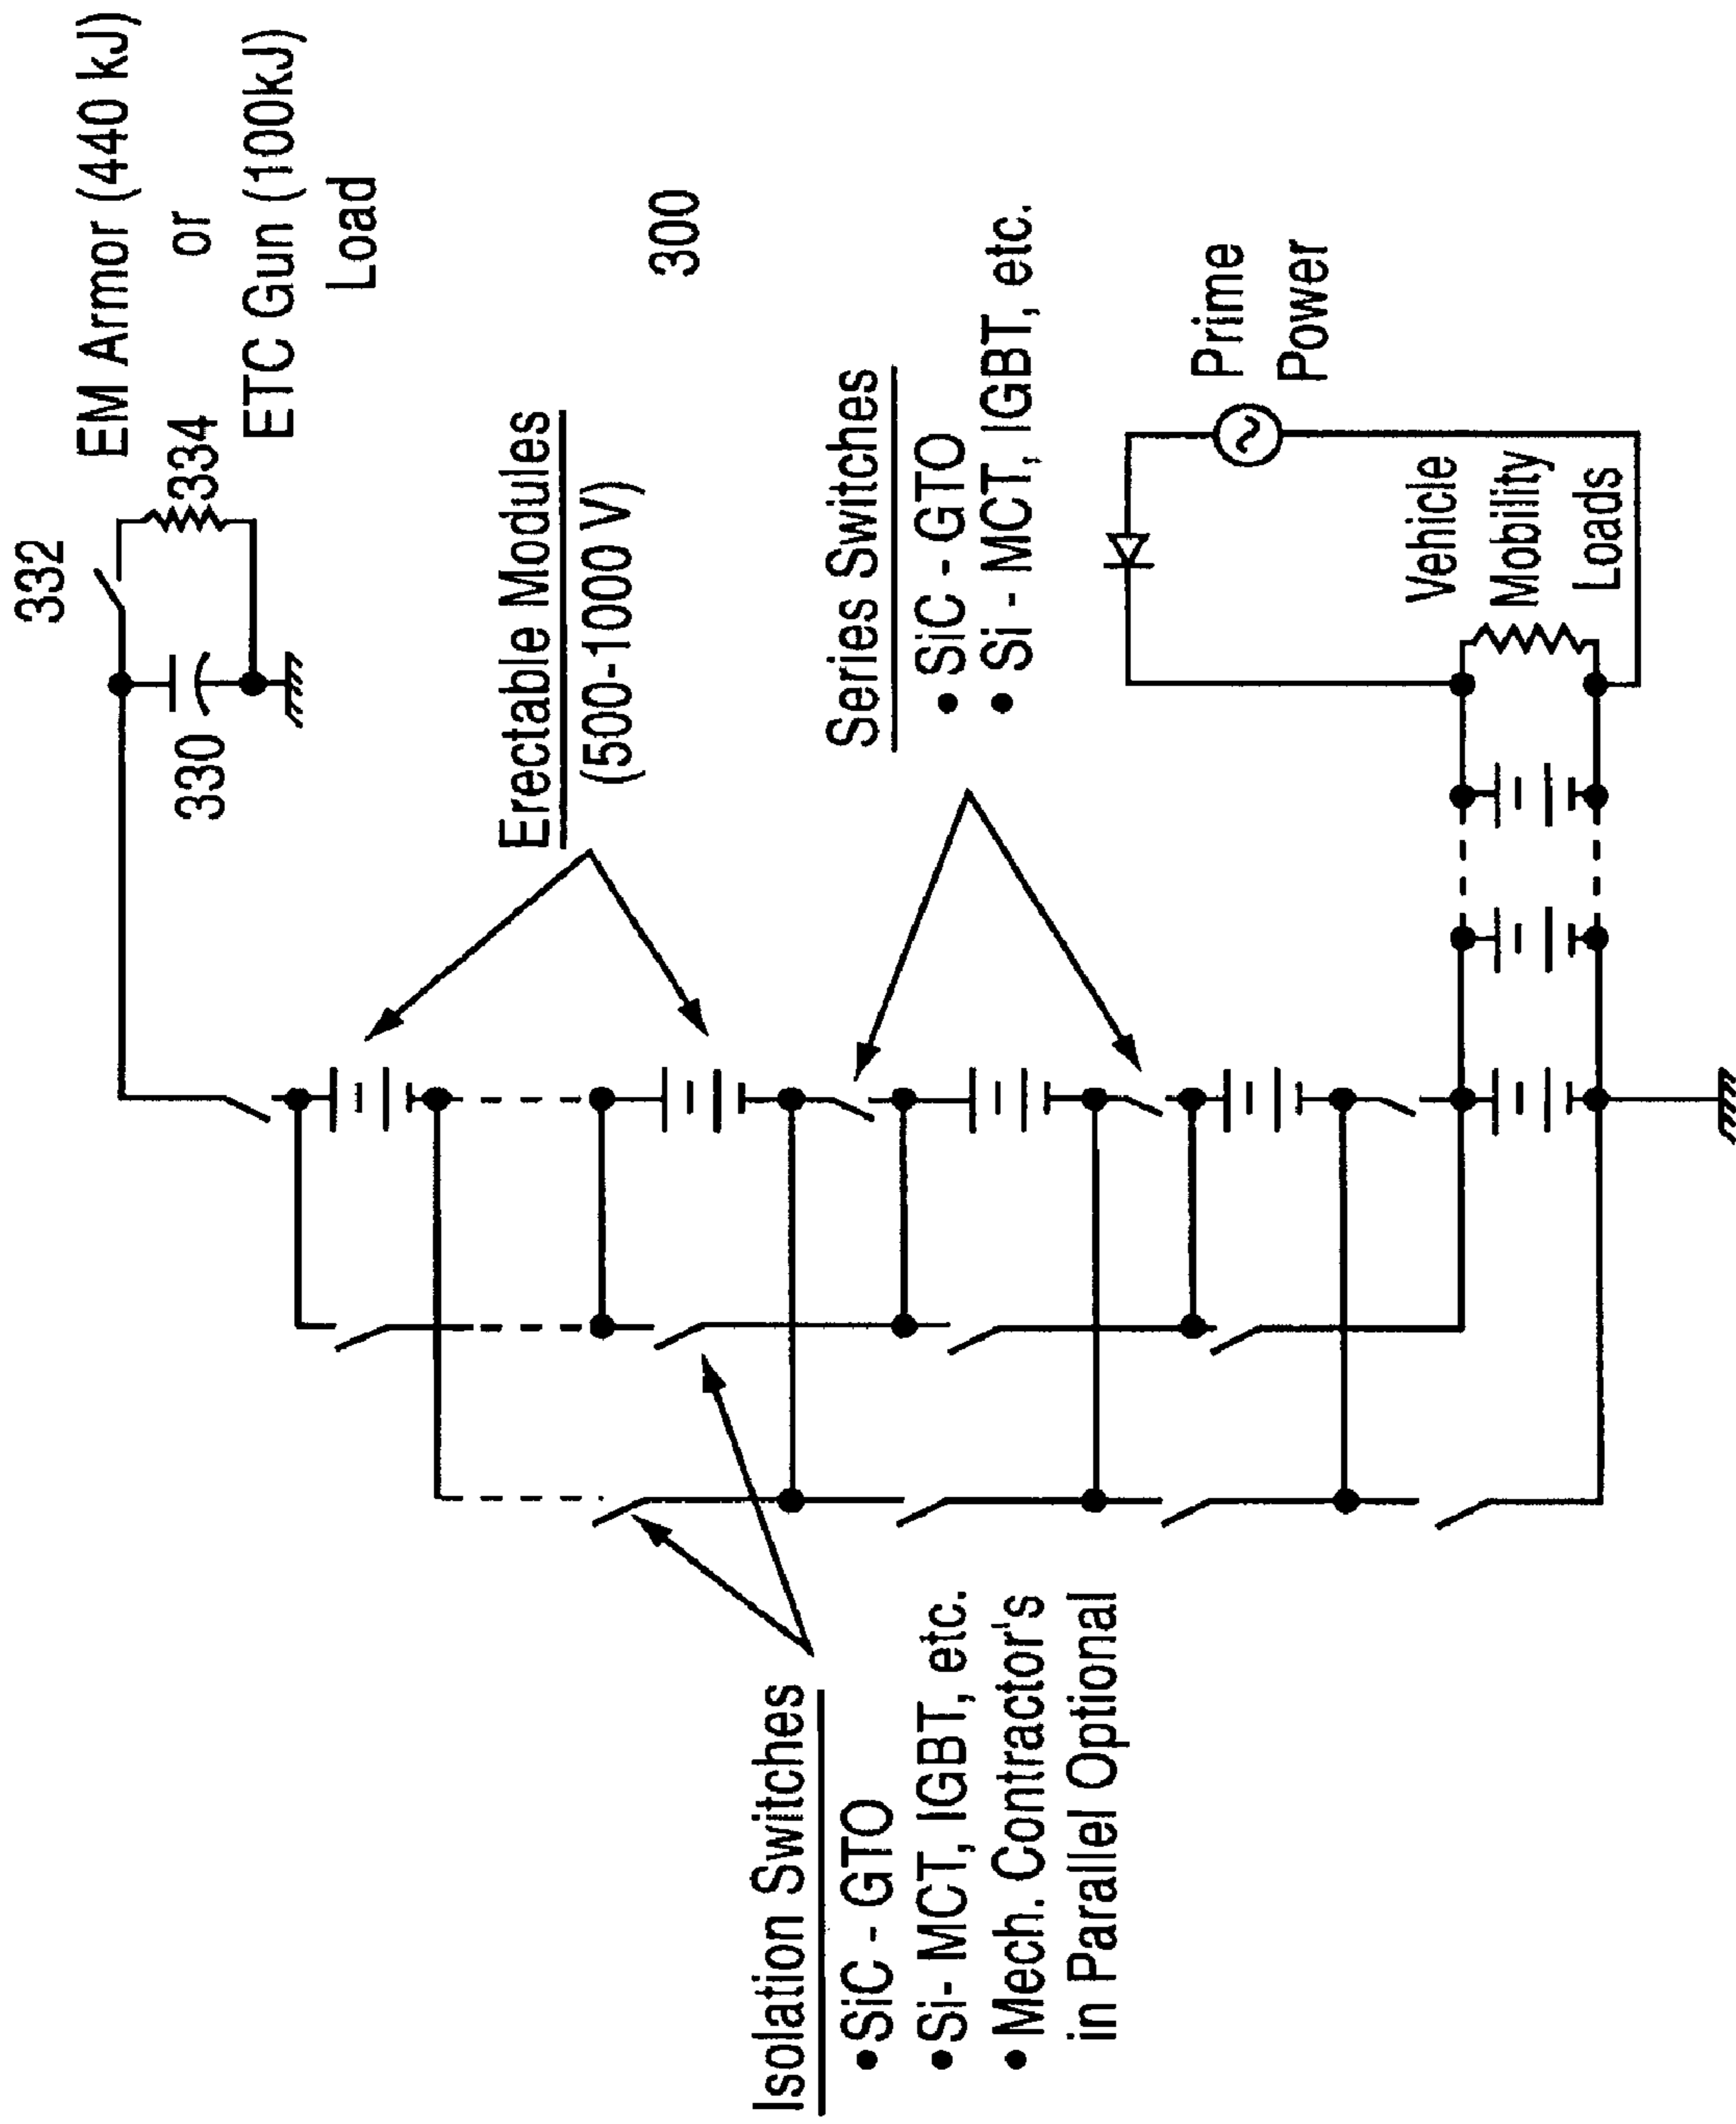 332
EM Armor (440 kJ)
or
ETC Gun (100kJ)
Load
334
330
300
Erectable Modules
(500-1000 V)
Series Switches
• SiC - GTO
• Si - MCT, IGBT, etc.
Prime
Power
Vehicle
Mobility
Loads
Isolation Switches
• SiC - GTO
• Si- MCT, IGBT, etc.
• Mech. Contractor's
in Parallel Optional